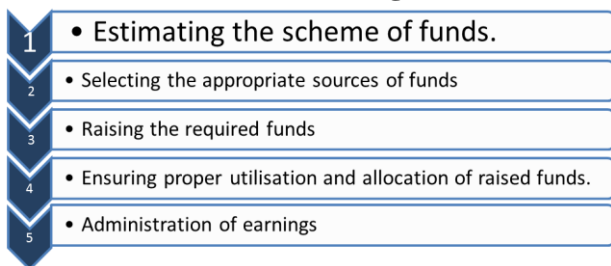 1 • Estimating the scheme of funds.
2 • Selecting the appropriate sources of funds
3 • Raising the required funds
4 • Ensuring proper utilisation and allocation of raised funds.
5 • Administration of earnings